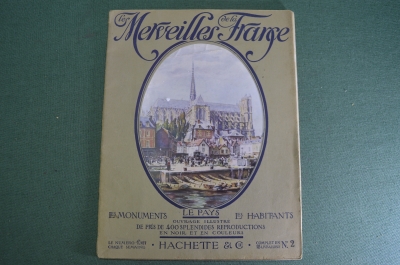 Les Merveilles de la France
LE PAYS
LES MONUMENTS LES HABITANTS
OUVRAGE ILLUSTRÉ
DE PRÈS DE 400 SPLENDIDES REPRODUCTIONS
EN NOIR ET EN COULEURS
HACHETTE & Cie
N° 2